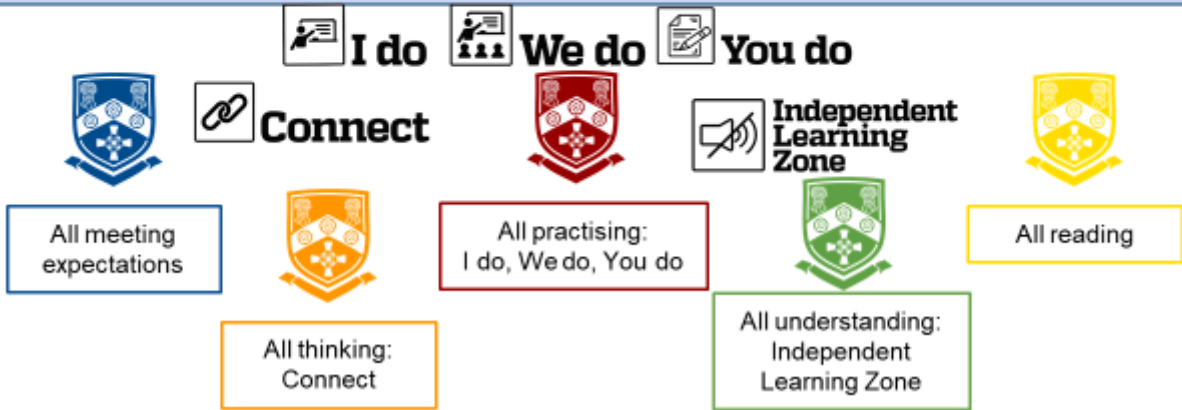 I do
We do
You do
Connect
Independent
Learning
Zone
All meeting
expectations
All thinking:
Connect
All practising:
I do, We do, You do
All understanding:
Independent
Learning Zone
All reading